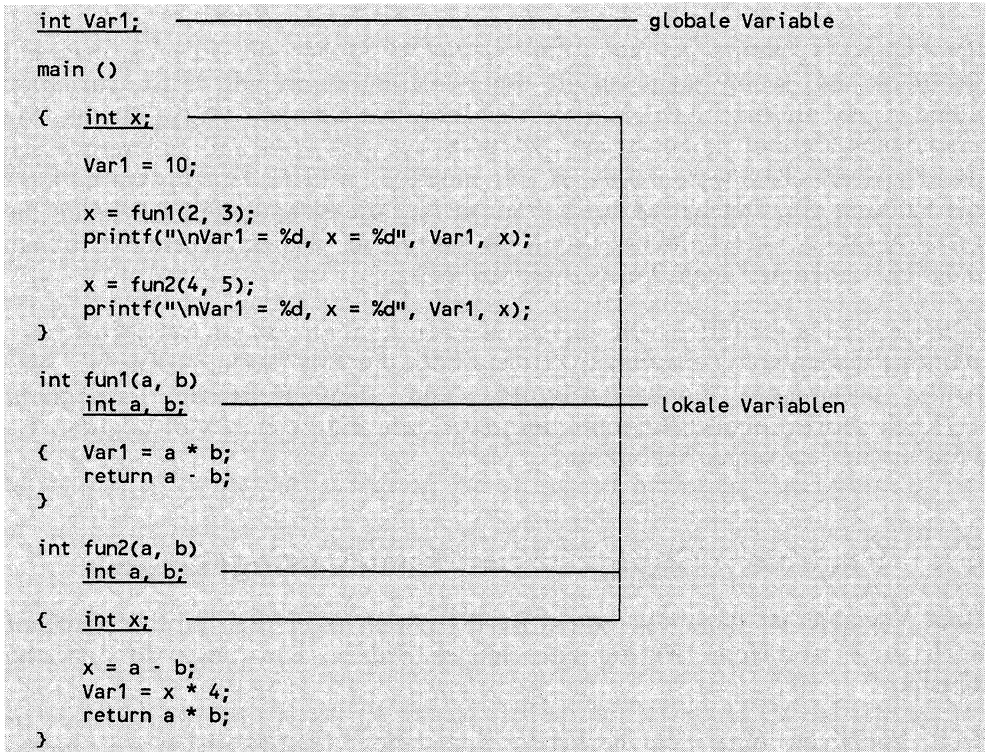 int Var1; globale Variable
main ()
{ int x;
Var1 = 10;
x = fun1(2, 3);
printf("\nVar1 = %d, x = %d", Var1, x);
x = fun2(4, 5);
printf("\nVar1 = %d, x = %d", Var1, x);
}
int fun1(a, b)
int a, b; lokale Variablen
{ Var1 = a * b;
return a - b;
}
int fun2(a, b)
int a, b;
{ int x;
x = a - b;
Var1 = x * 4;
return a * b;
}